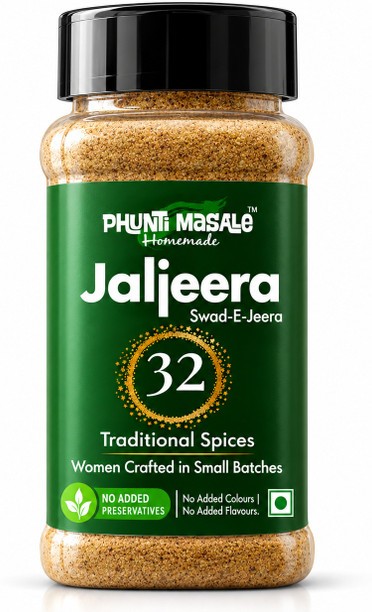 PHUNTI MASALE™
Homemade
Jaljeera
Swad-E-Jeera
32
Traditional Spices
Women Crafted in Small Batches
NO ADDED
PRESERVATIVES
No Added Colours |
No Added Flavours.